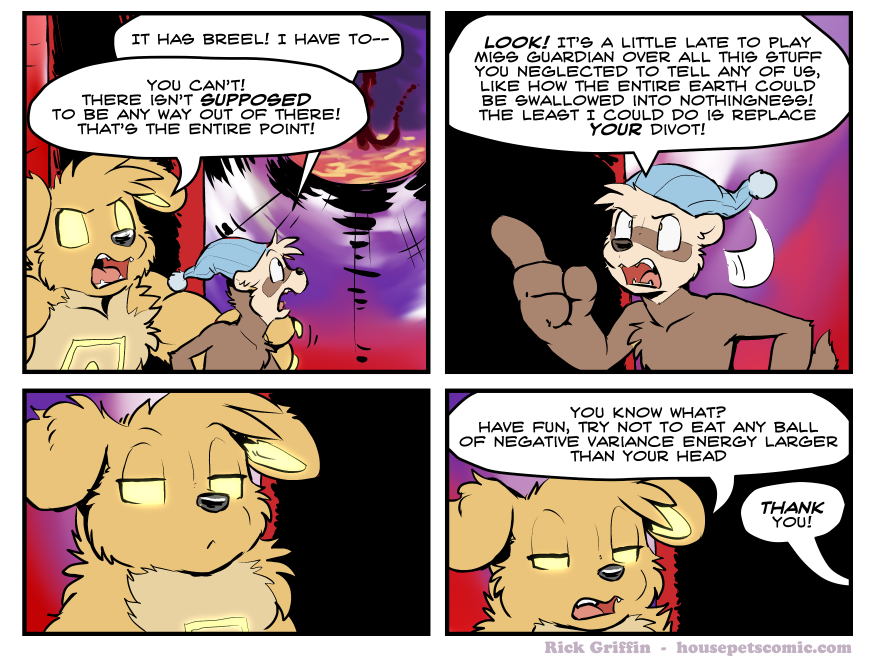 IT HAS BREEL! I HAVE TO--
YOU CAN'T!
THERE ISN'T SUPPOSED
TO BE ANY WAY OUT OF THERE!
THAT'S THE ENTIRE POINT!
LOOK! IT'S A LITTLE LATE TO PLAY
MISS GUARDIAN OVER ALL THIS STUFF
YOU NEGLECTED TO TELL ANY OF US,
LIKE HOW THE ENTIRE EARTH COULD
BE SWALLOWED INTO NOTHINGNESS!
THE LEAST I COULD DO IS REPLACE
YOUR DIVOT!
YOU KNOW WHAT?
HAVE FUN, TRY NOT TO EAT ANY BALL
OF NEGATIVE VARIANCE ENERGY LARGER
THAN YOUR HEAD
THANK
YOU!
Rick Griffin - housepetscomic.com